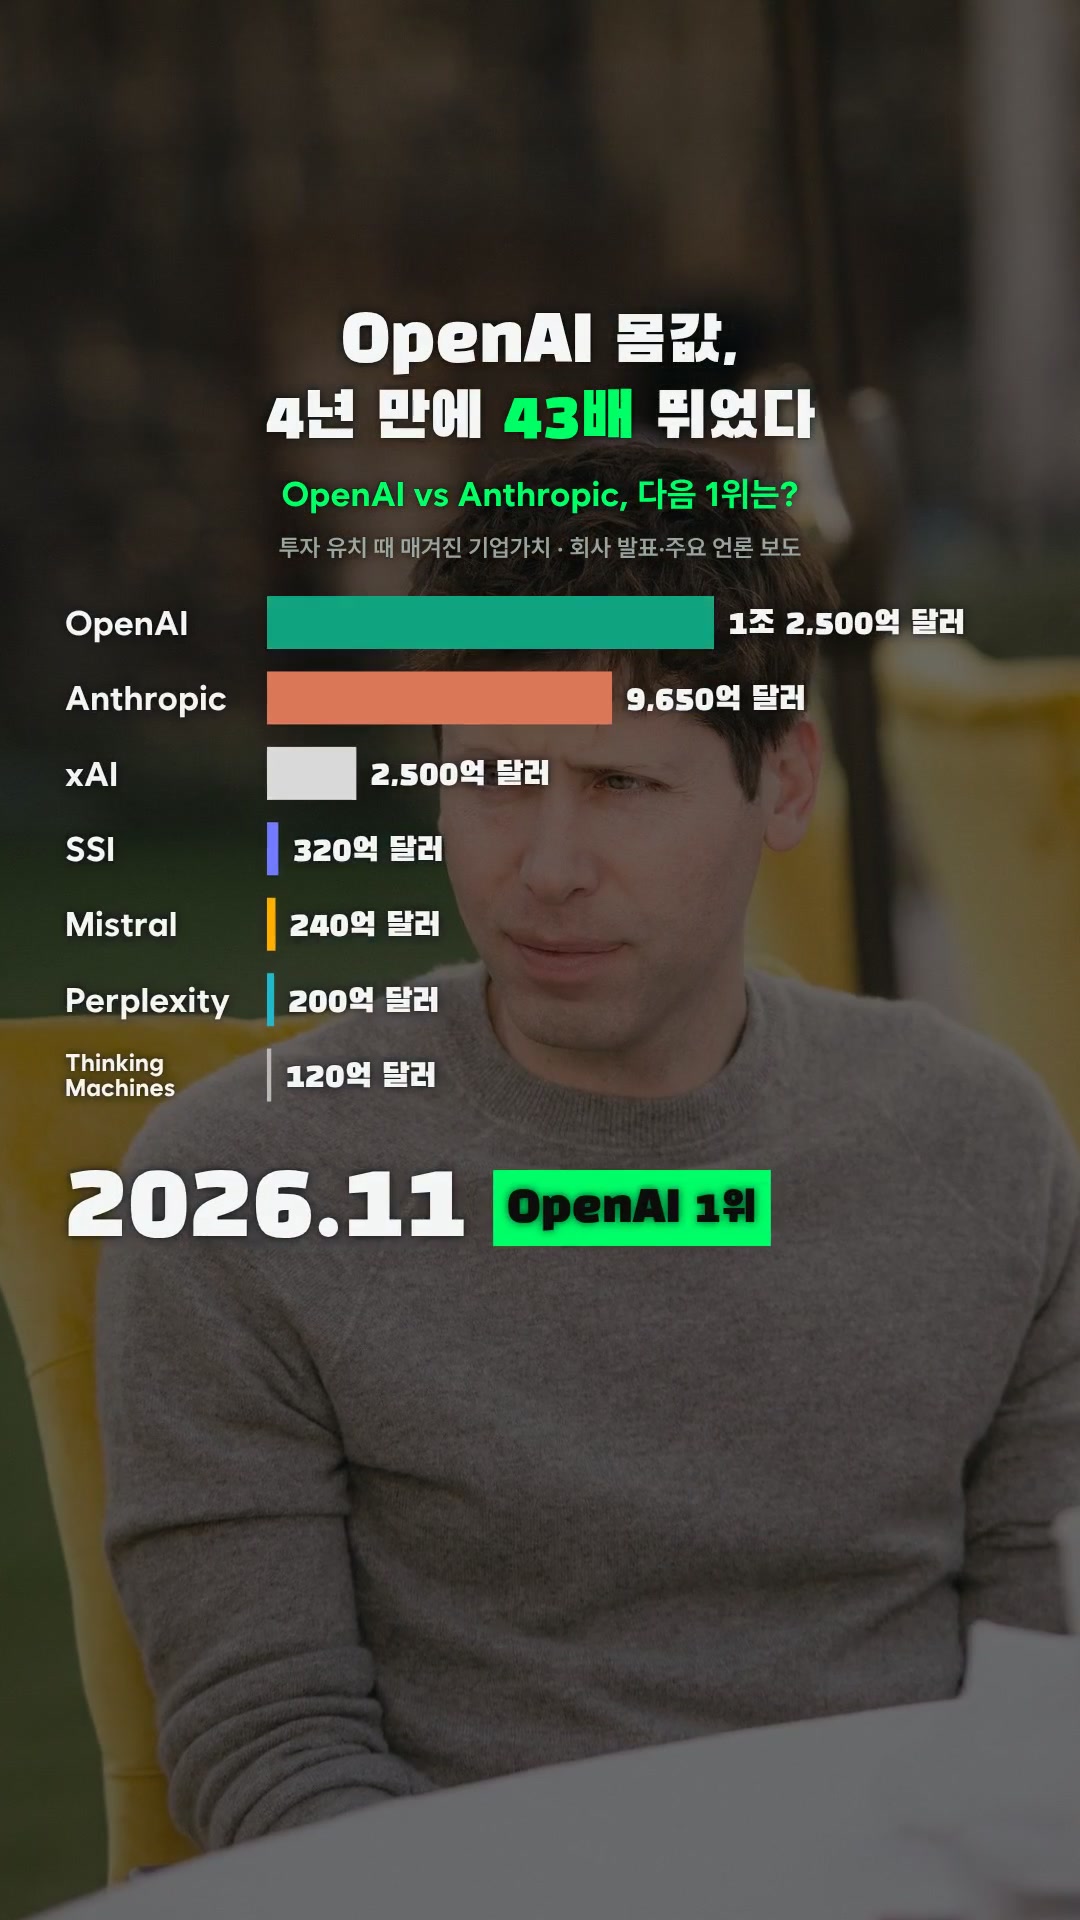 OpenAI 몸값,
4년 만에 43배 뛰었다
OpenAI vs Anthropic, 다음 1위는?
투자 유치 때 매겨진 기업가치 · 회사 발표·주요 언론 보도
OpenAI 1조 2,500억 달러
Anthropic 9,650억 달러
xAI 2,500억 달러
SSI 320억 달러
Mistral 240억 달러
Perplexity 200억 달러
Thinking
Machines 120억 달러
2026.11 OpenAI 1위